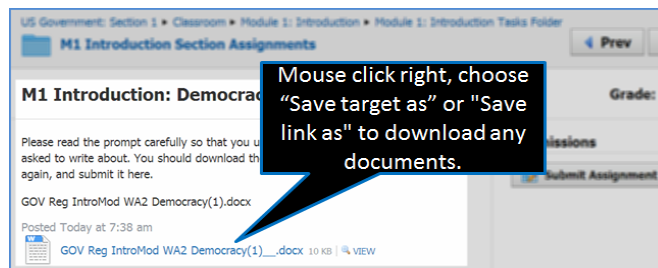 US Government: Section 1 ▸ Classroom ▸ Module 1: Introduction ▸ Module 1: Introduction Tasks Folder
M1 Introduction Section Assignments
Prev
Mouse click right, choose
“Save target as” or "Save
link as" to download any
documents.
M1 Introduction: Democrac
Grade:
Please read the prompt carefully so that you u
asked to write about. You should download the
again, and submit it here.
issions
Submit Assignment
GOV Reg IntroMod WA2 Democracy(1).docx
Posted Today at 7:38 am
GOV Reg IntroMod WA2 Democracy(1)__.docx 10 KB | VIEW